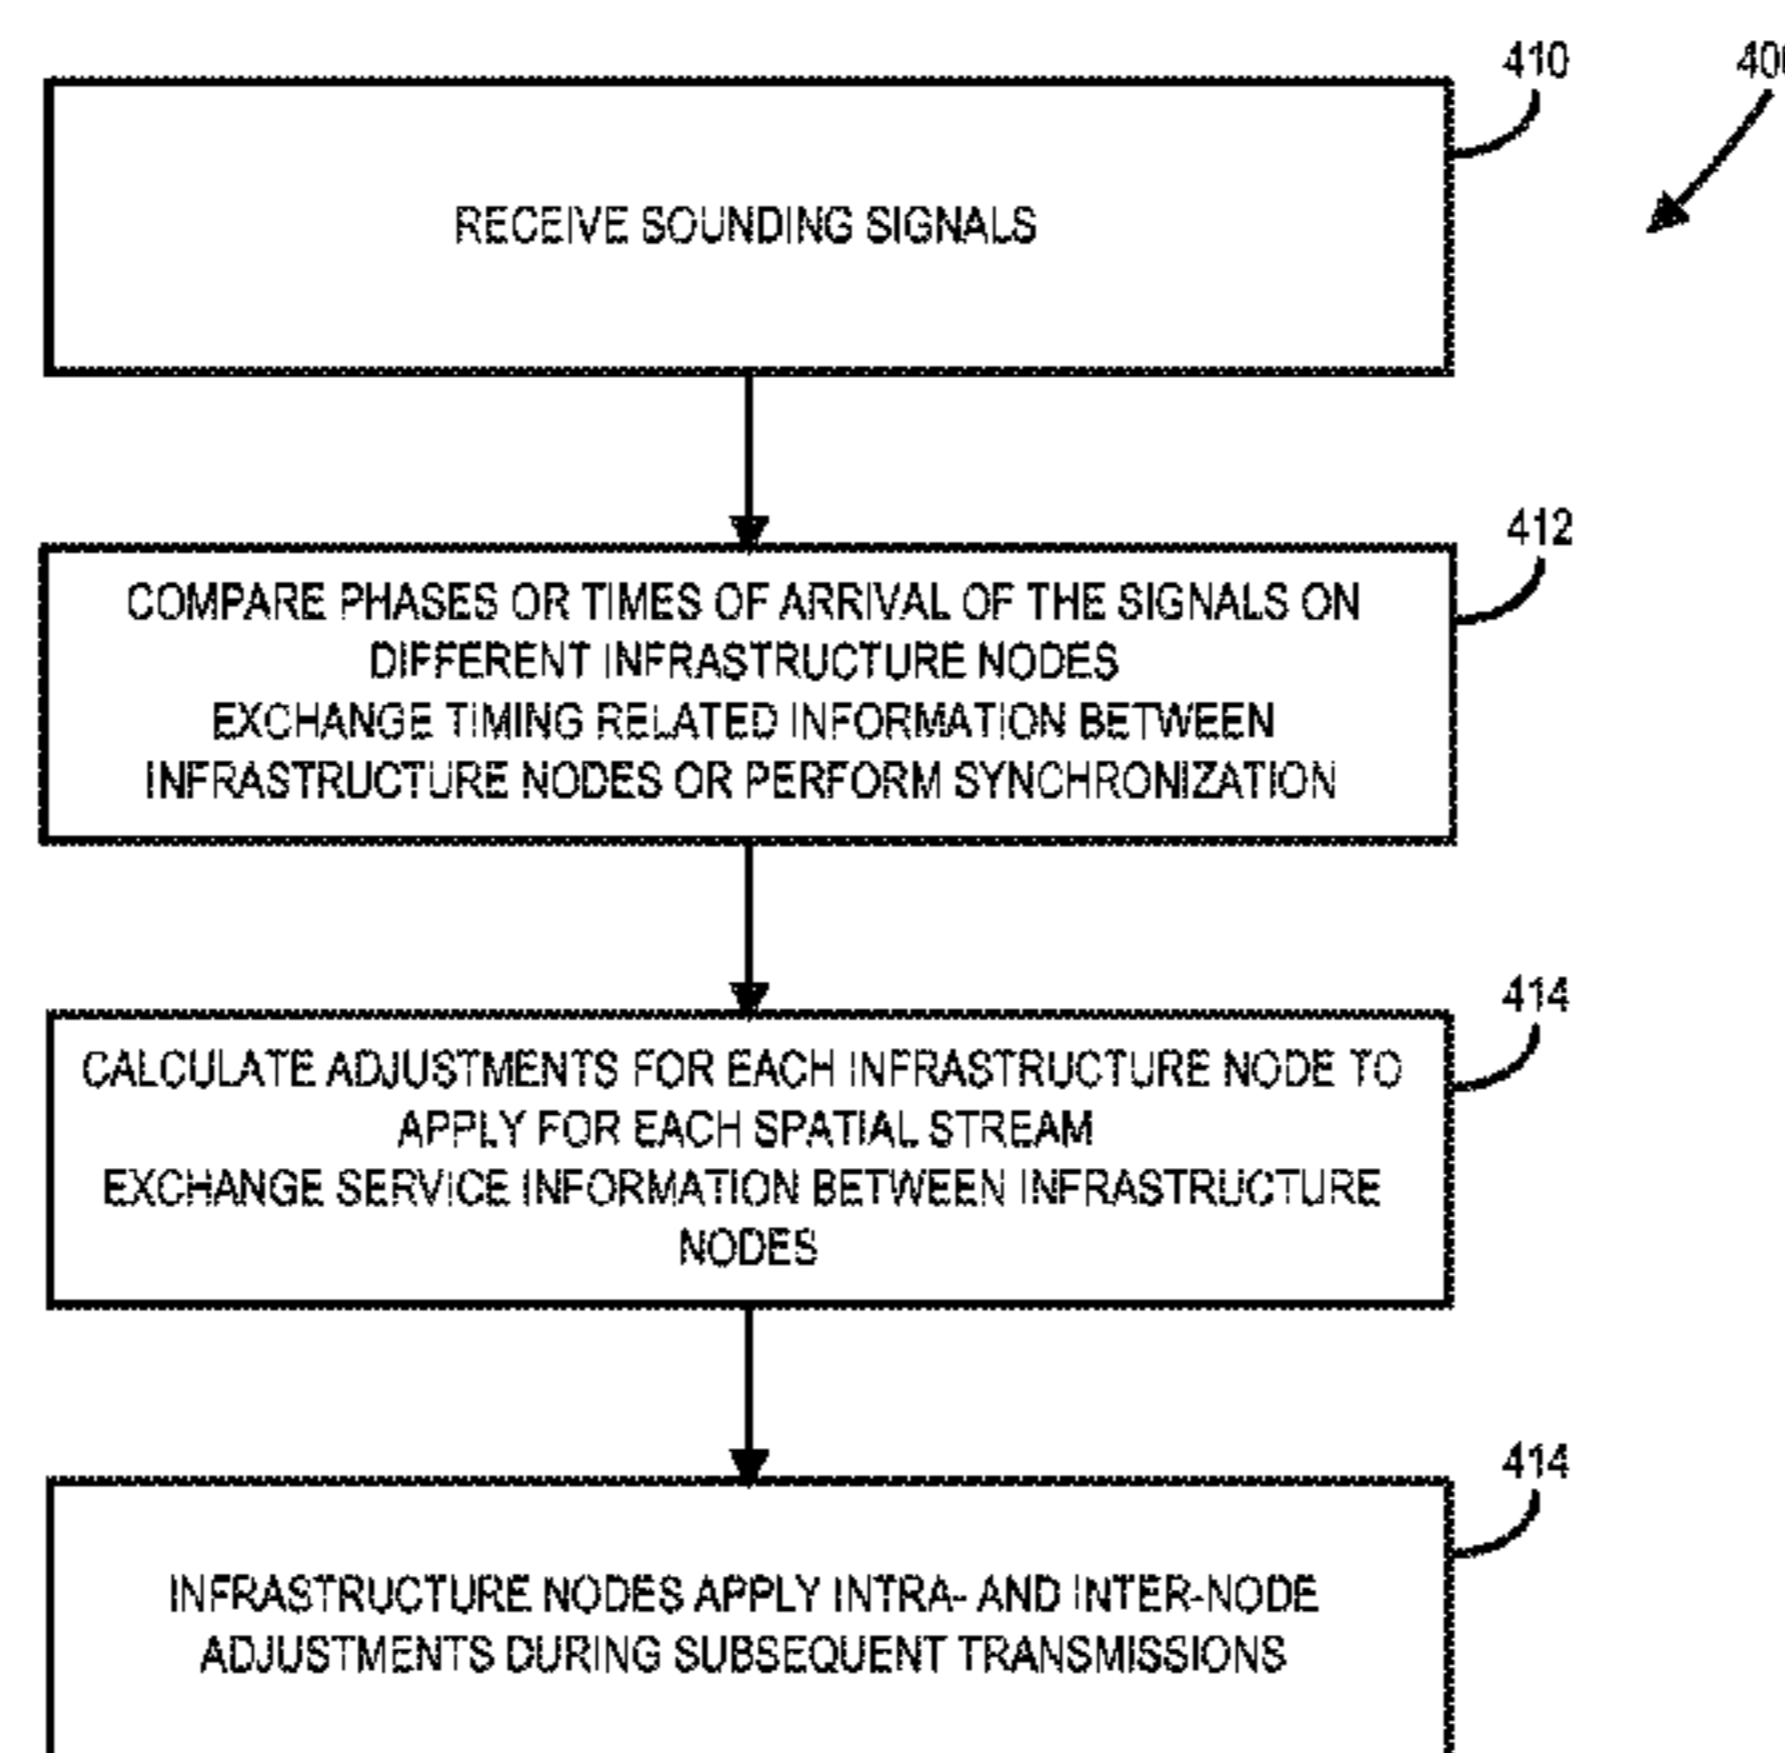 410
400
RECEIVE SOUNDING SIGNALS
412
COMPARE PHASES OR TIMES OF ARRIVAL OF THE SIGNALS ON
DIFFERENT INFRASTRUCTURE NODES
EXCHANGE TIMING RELATED INFORMATION BETWEEN
INFRASTRUCTURE NODES OR PERFORM SYNCHRONIZATION
414
CALCULATE ADJUSTMENTS FOR EACH INFRASTRUCTURE NODE TO
APPLY FOR EACH SPATIAL STREAM
EXCHANGE SERVICE INFORMATION BETWEEN INFRASTRUCTURE
NODES
414
INFRASTRUCTURE NODES APPLY INTRA- AND INTER-NODE
ADJUSTMENTS DURING SUBSEQUENT TRANSMISSIONS